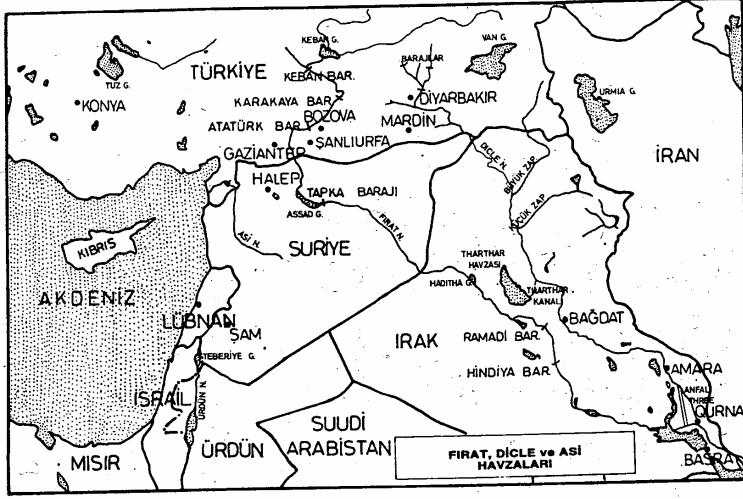 KEBAR G.
VAN G.
TUZ G.
TÜRKİYE
KEBAN BAR.
BARAJLAR
URMIA G.
KONYA
KARAKAYA BAR.
DİYARBAKIR
BOZOVA
ATATÜRK BAR.
MARDİN
ŞANLIURFA
GAZİANTEP
İRAN
DİCLE N.
BÜYÜK ZAP
HALEP
TAPKA BARAJI
KÜÇÜK ZAP
ASSAD G.
FIRAT N.
ASİ N.
KIBRIS
SURİYE
THARTHAR
HAVZASI
HADITHA G.
THARTHAR
KANAL
AKDENİZ
LÜBNAN
BAĞDAT
ŞAM
IRAK
RAMADİ BAR.
TEBERİYE G.
HİNDİYA BAR.
AMARA
ANFAL
THREE
İSRAİL
ÜRDÜN N.
QURNA
SUUDİ
ARABİSTAN
ÜRDÜN
MISIR
FIRAT, DİCLE ve ASİ
HAVZALARI
BASRA